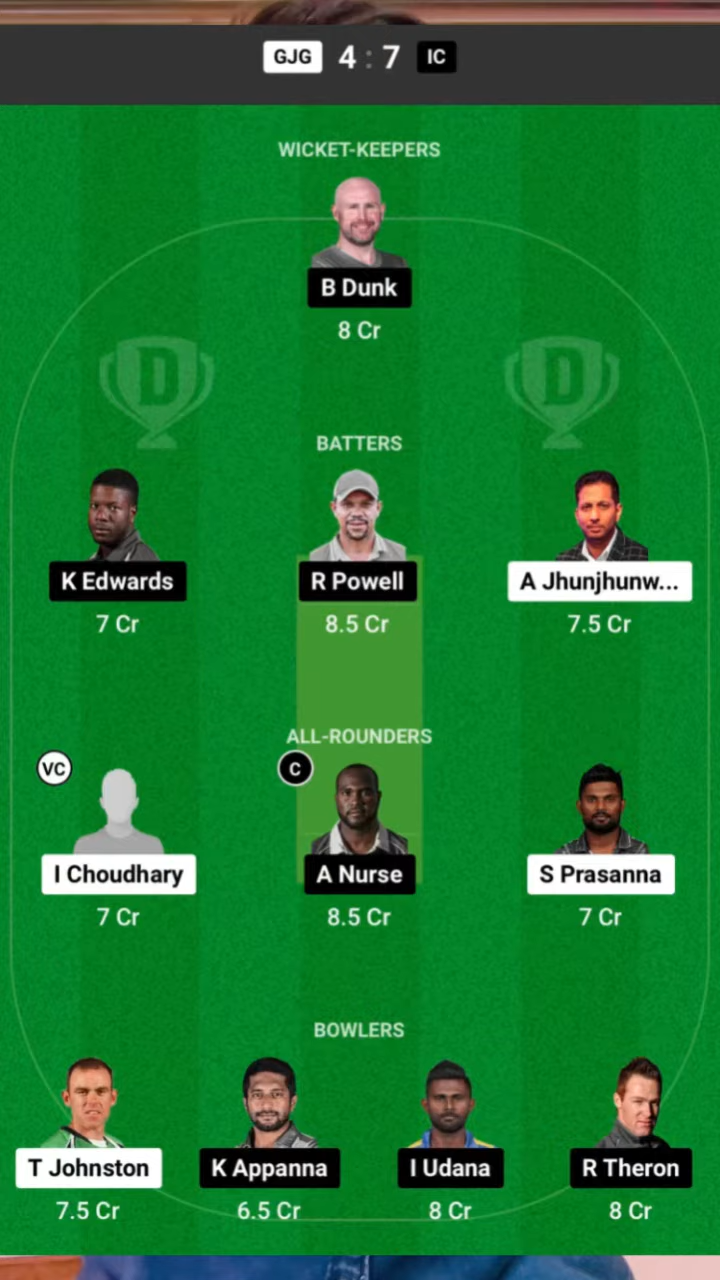 GJG 4 : 7 IC
WICKET-KEEPERS
D D
B Dunk
8 Cr
BATTERS
K Edwards R Powell A Jhunjhunw...
7 Cr 8.5 Cr 7.5 Cr
ALL-ROUNDERS
VC C
I Choudhary A Nurse S Prasanna
7 Cr 8.5 Cr 7 Cr
BOWLERS
T Johnston K Appanna I Udana R Theron
7.5 Cr 6.5 Cr 8 Cr 8 Cr